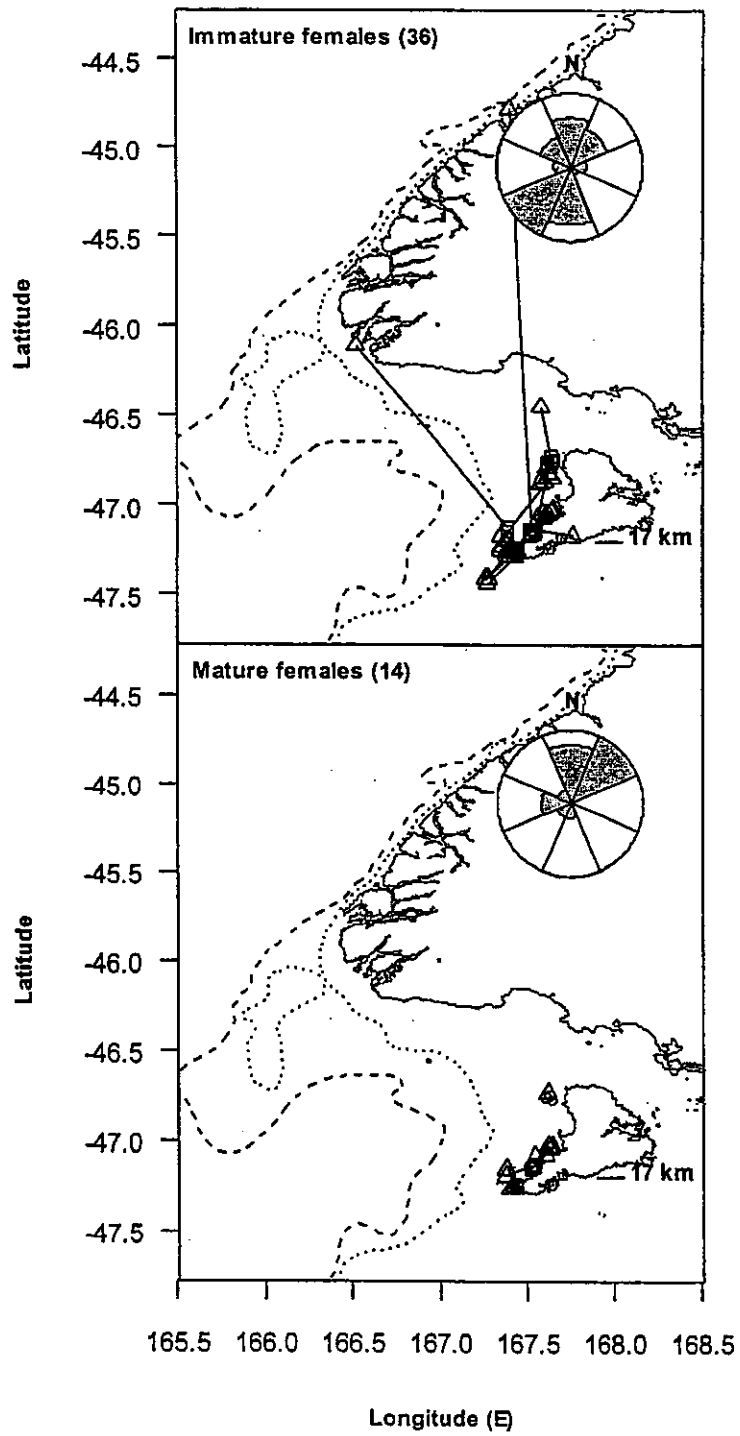 Immature females (36)
N
-44.5
-45.0
-45.5
-46.0
-46.5
-47.0
-47.5
Latitude
17 km
Mature females (14)
N
-44.5
-45.0
-45.5
-46.0
-46.5
-47.0
-47.5
Latitude
17 km
165.5 166.0 166.5 167.0 167.5 168.0 168.5
Longitude (E)